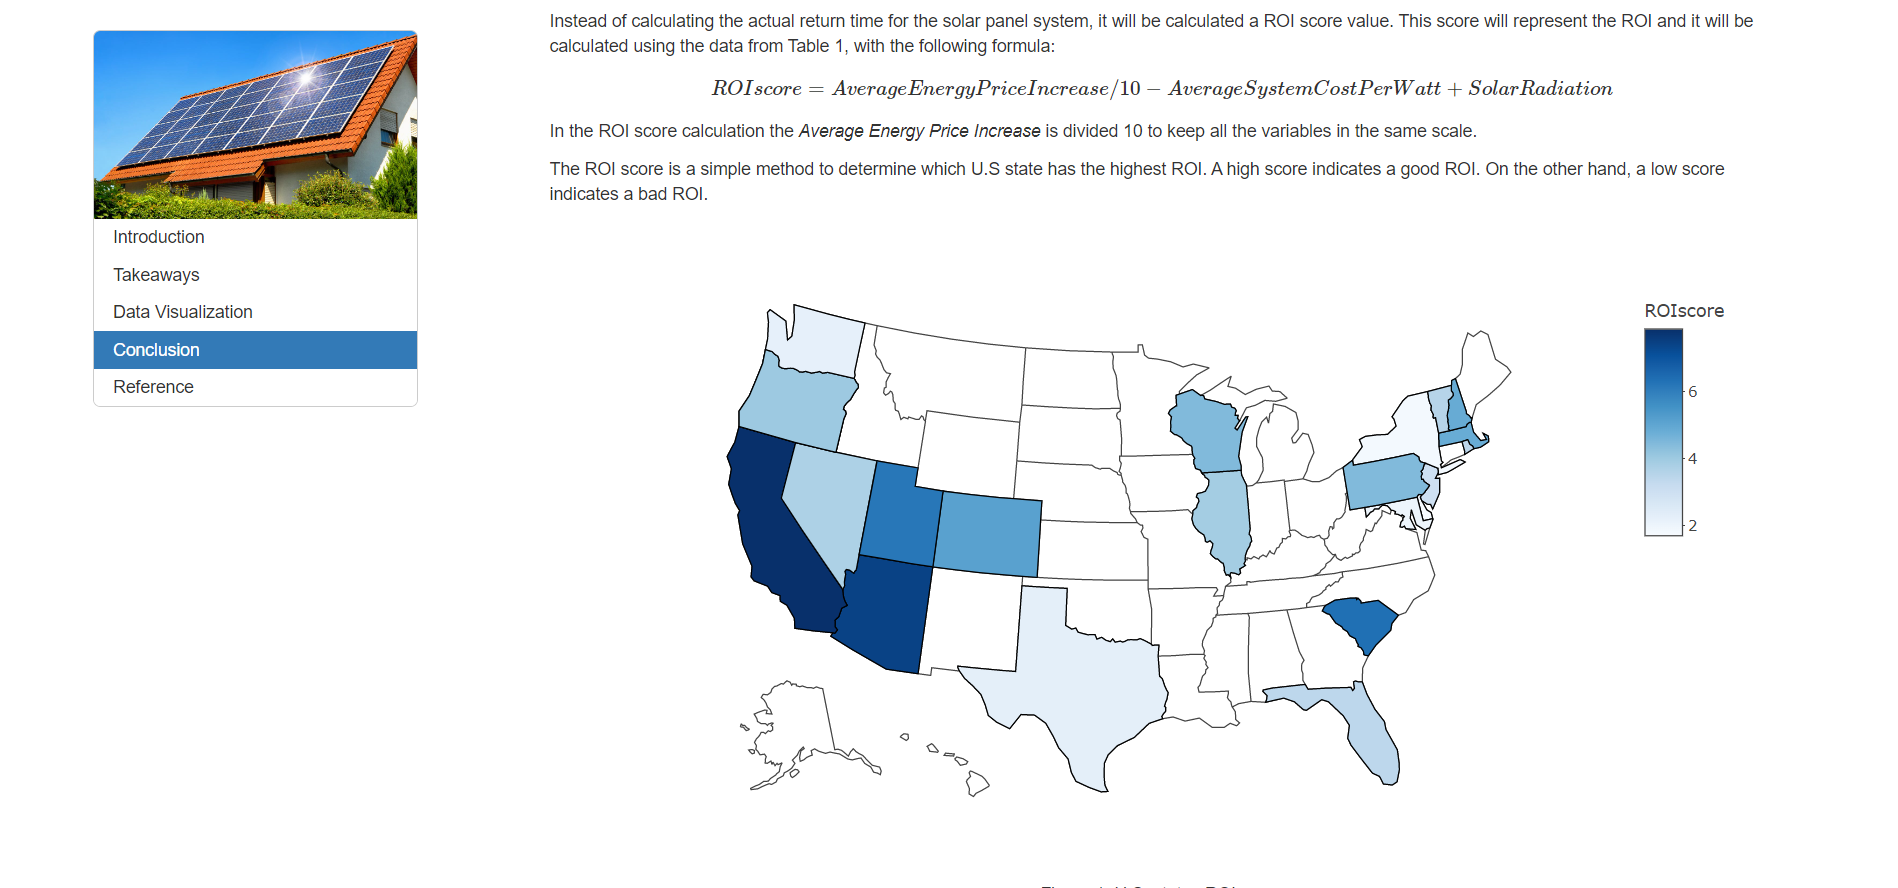 Instead of calculating the actual return time for the solar panel system, it will be calculated a ROI score value. This score will represent the ROI and it will be
calculated using the data from Table 1, with the following formula:
ROIscore = AverageEnergyPriceIncrease/10 − AverageSystemCostPerWatt + SolarRadiation
In the ROI score calculation the Average Energy Price Increase is divided 10 to keep all the variables in the same scale.
The ROI score is a simple method to determine which U.S state has the highest ROI. A high score indicates a good ROI. On the other hand, a low score
indicates a bad ROI.
Introduction
Takeaways
Data Visualization
Conclusion
Reference
ROIscore
6
4
2